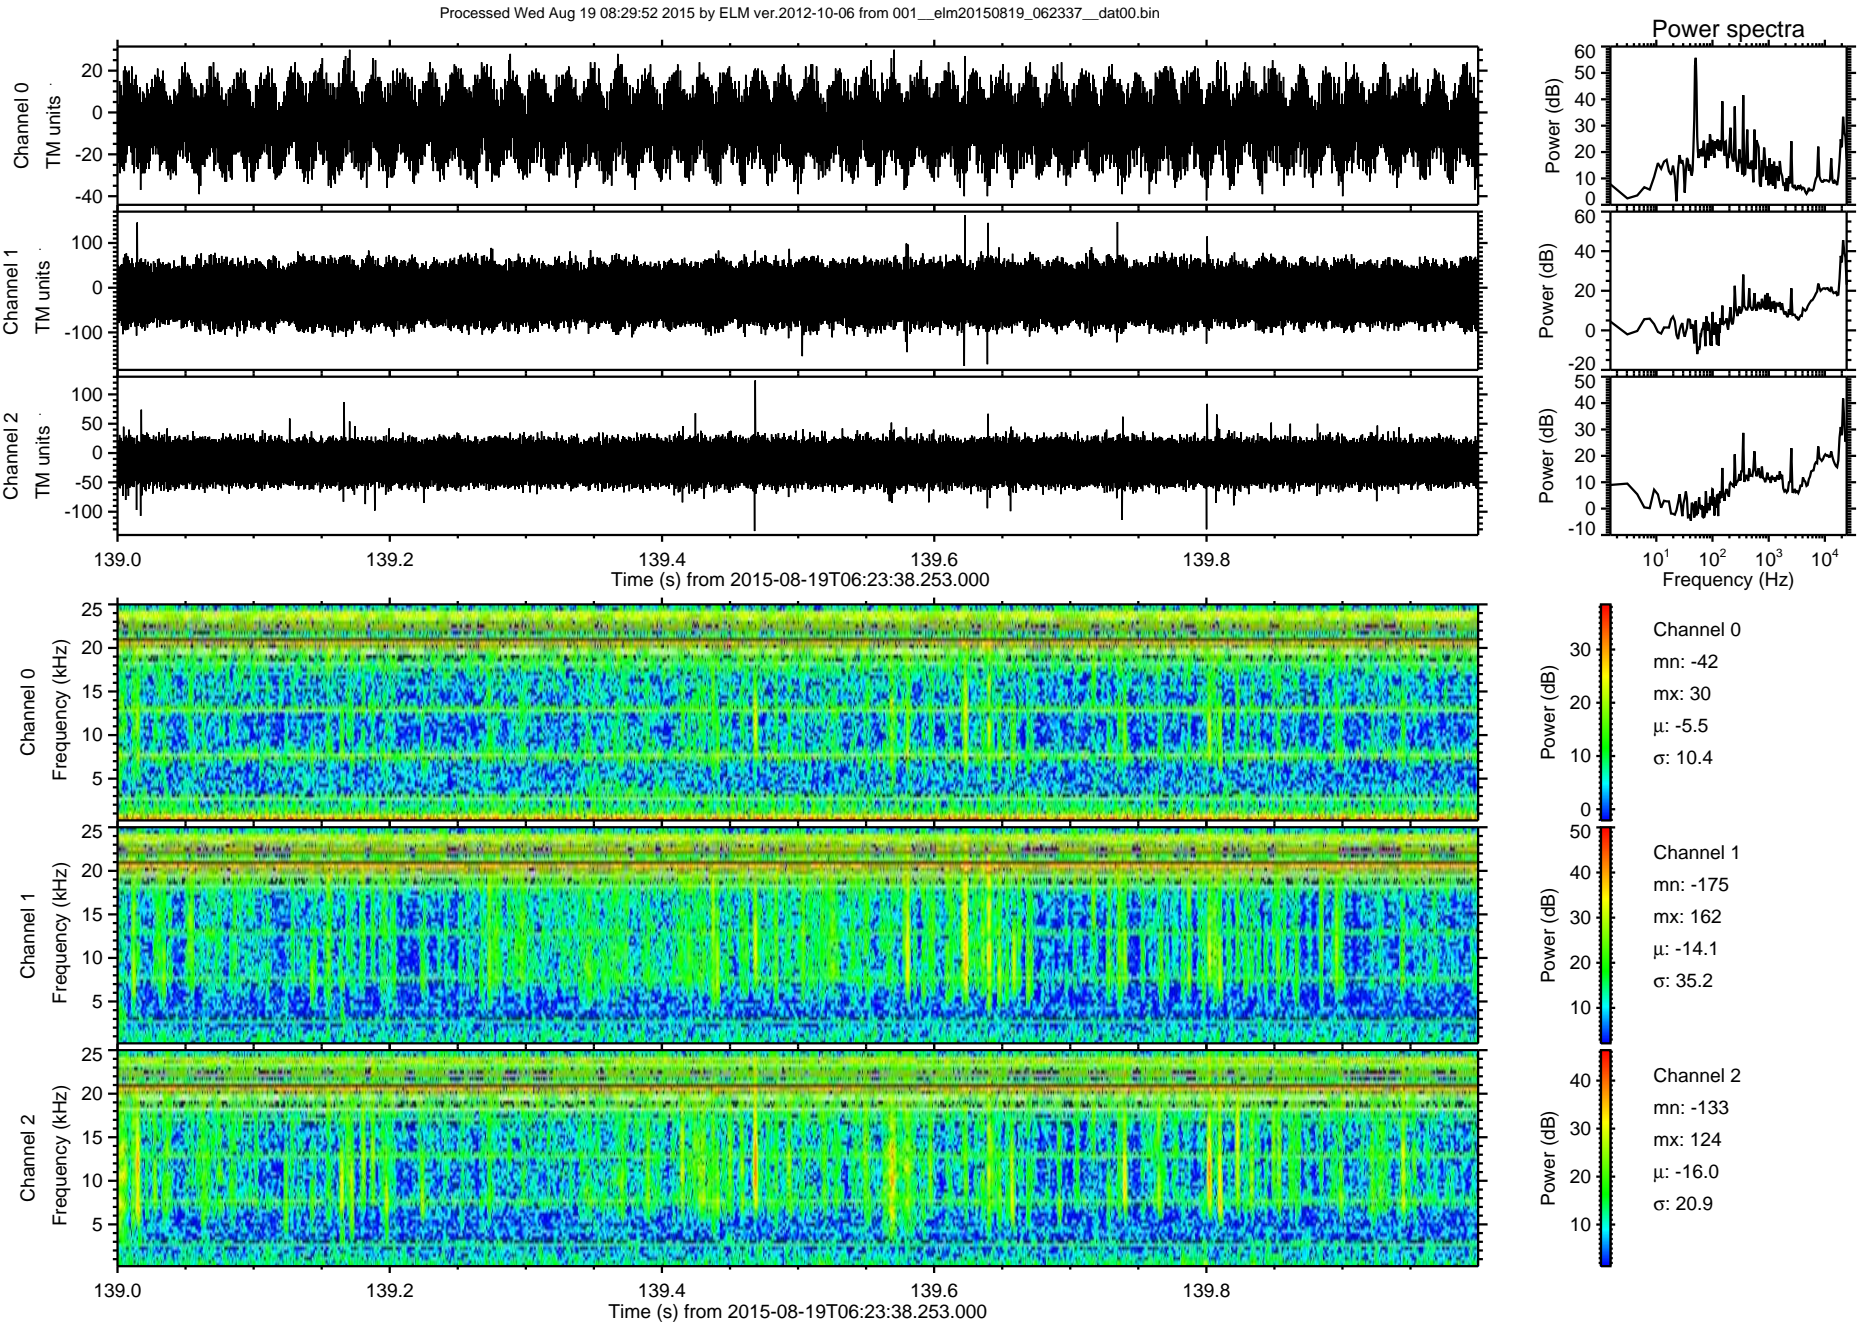 Processed Wed Aug 19 08:29:52 2015 by ELM ver.2012-10-06 from 001__elm20150819_062337__dat00.bin
Power spectra
Channel 0
TM units
20
0
-20
-40
Power (dB)
60
50
40
30
20
10
0
Channel 1
TM units
100
0
-100
Power (dB)
60
40
20
0
-20
Channel 2
TM units
100
50
0
-50
-100
Power (dB)
50
40
30
20
10
0
-10
139.0 139.2 139.4 139.6 139.8
Time (s) from 2015-08-19T06:23:38.253.000
10^1 10^2 10^3 10^4
Frequency (Hz)
Channel 0
Frequency (kHz)
25
20
15
10
5
Power (dB)
30
20
10
0
Channel 0
mn: -42
mx: 30
μ: -5.5
σ: 10.4
Channel 1
Frequency (kHz)
25
20
15
10
5
Power (dB)
50
40
30
20
10
Channel 1
mn: -175
mx: 162
μ: -14.1
σ: 35.2
Channel 2
Frequency (kHz)
25
20
15
10
5
Power (dB)
40
30
20
10
Channel 2
mn: -133
mx: 124
μ: -16.0
σ: 20.9
139.0 139.2 139.4 139.6 139.8
Time (s) from 2015-08-19T06:23:38.253.000